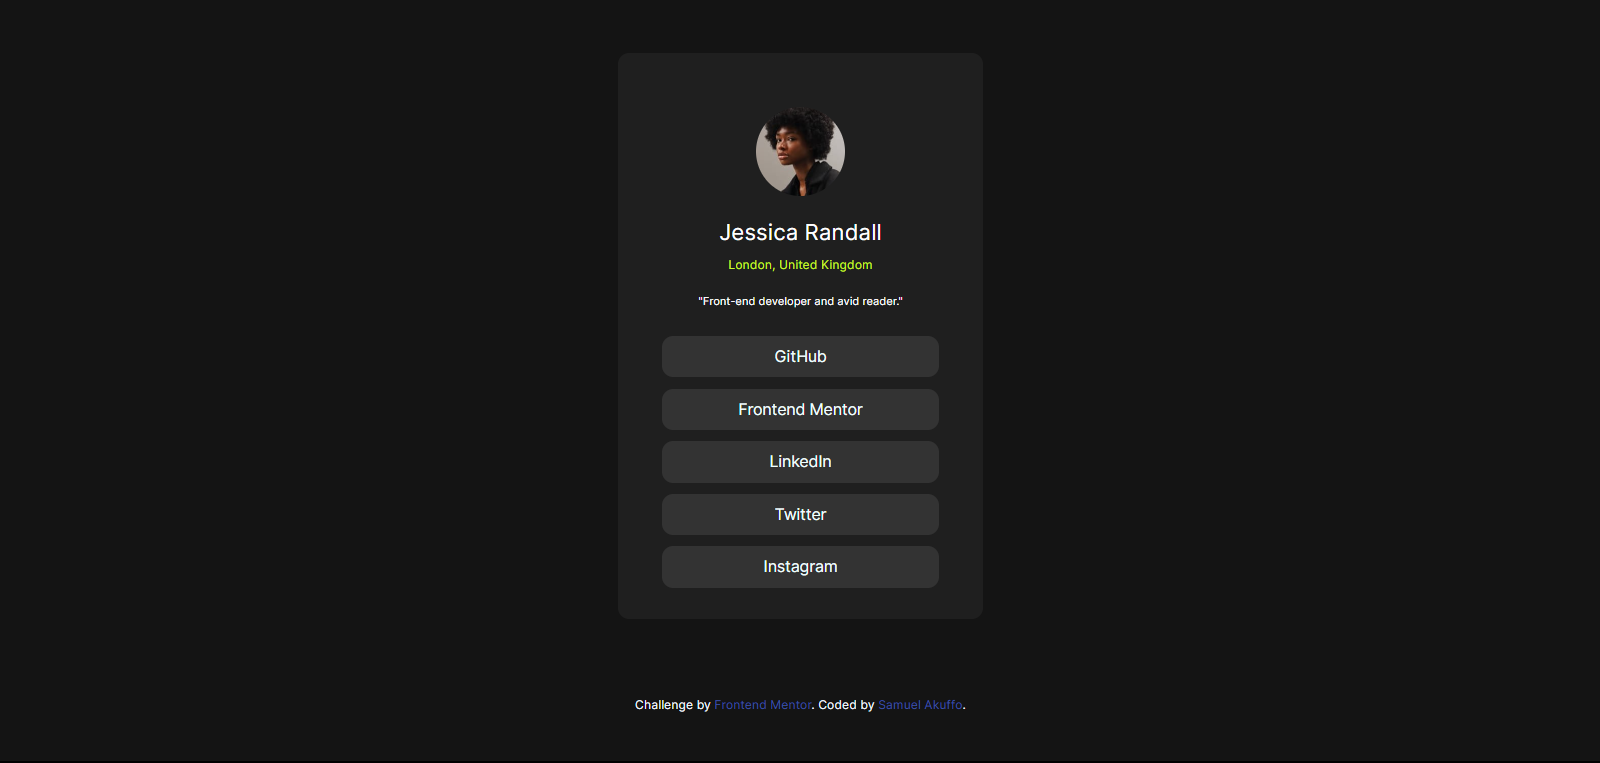 Jessica Randall
London, United Kingdom
"Front-end developer and avid reader."
GitHub
Frontend Mentor
LinkedIn
Twitter
Instagram
Challenge by Frontend Mentor. Coded by Samuel Akuffo.